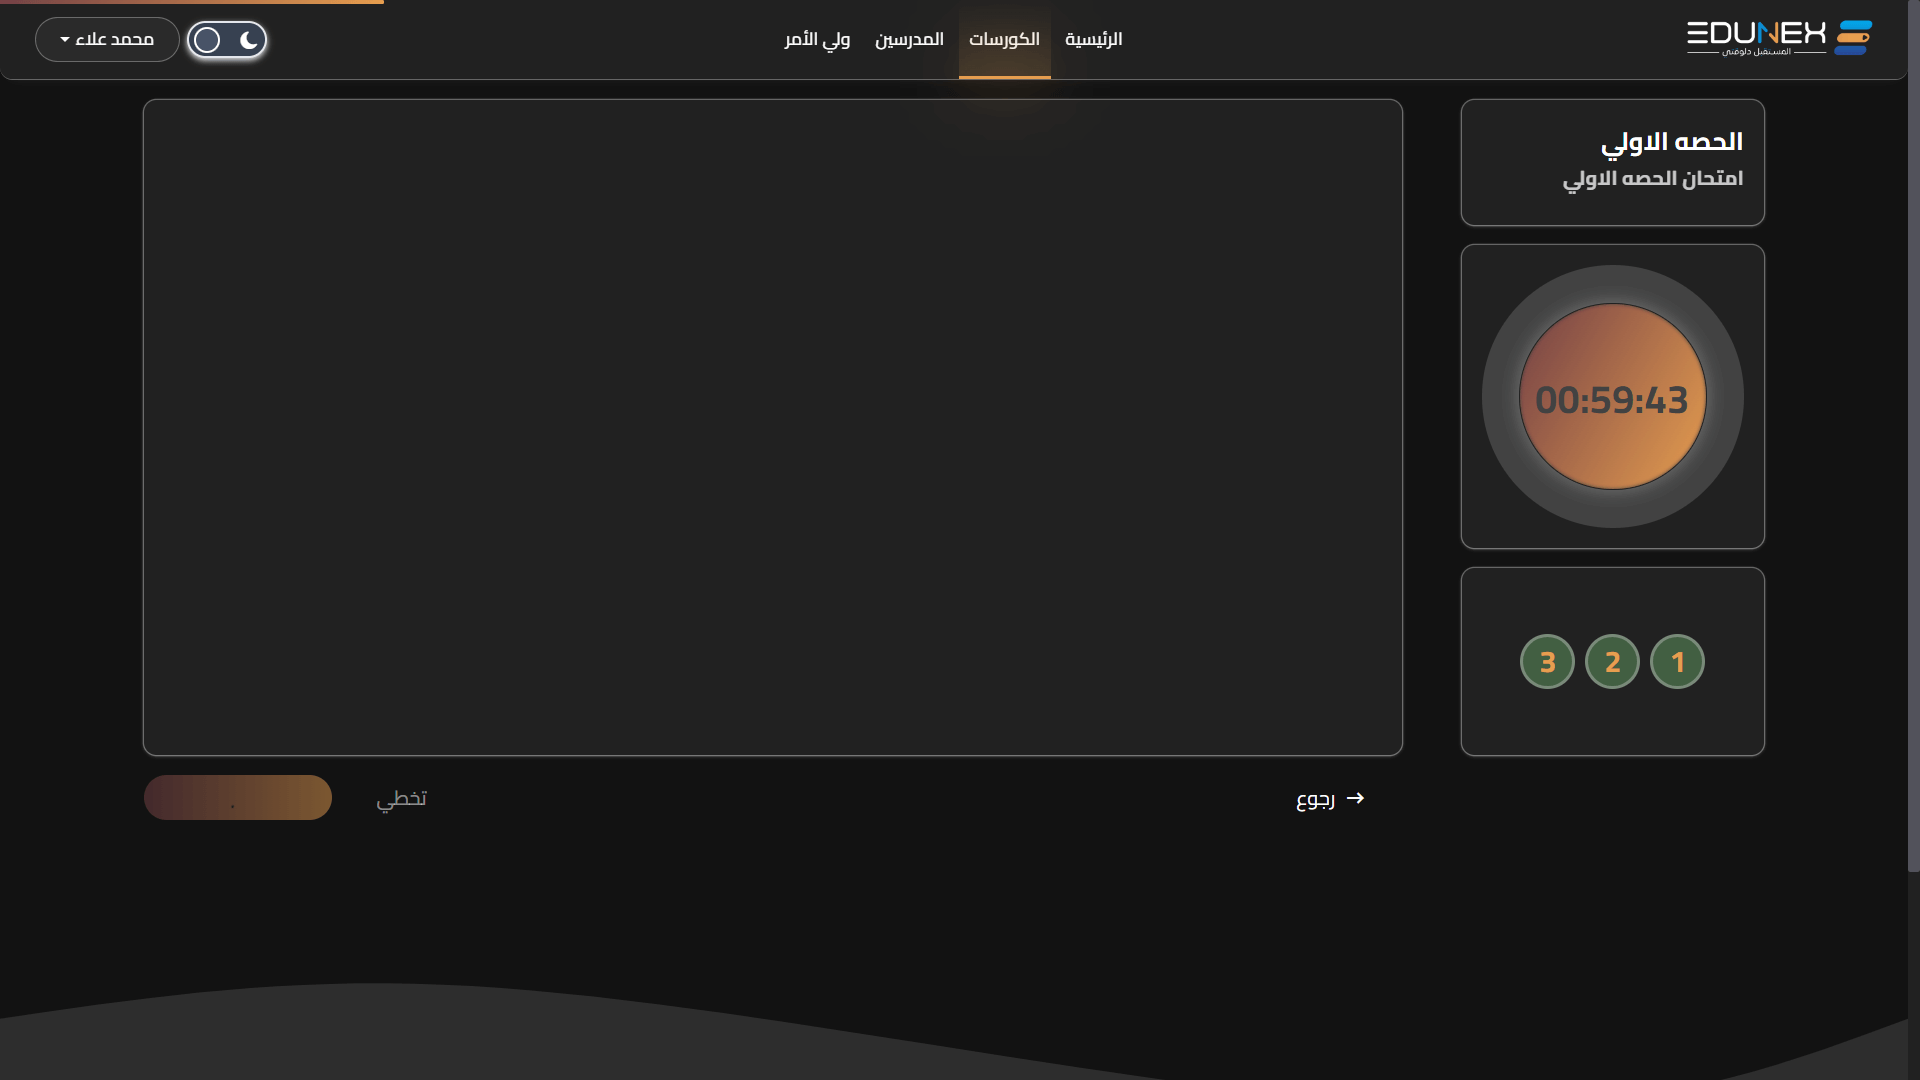 EDUNEX
المستقبل دلوقتي
الرئيسية
الكورسات
المدرسين
ولي الأمر
محمد علاء
الحصه الاولي
امتحان الحصه الاولي
00:59:43
1
2
3
رجوع
تخطي
.